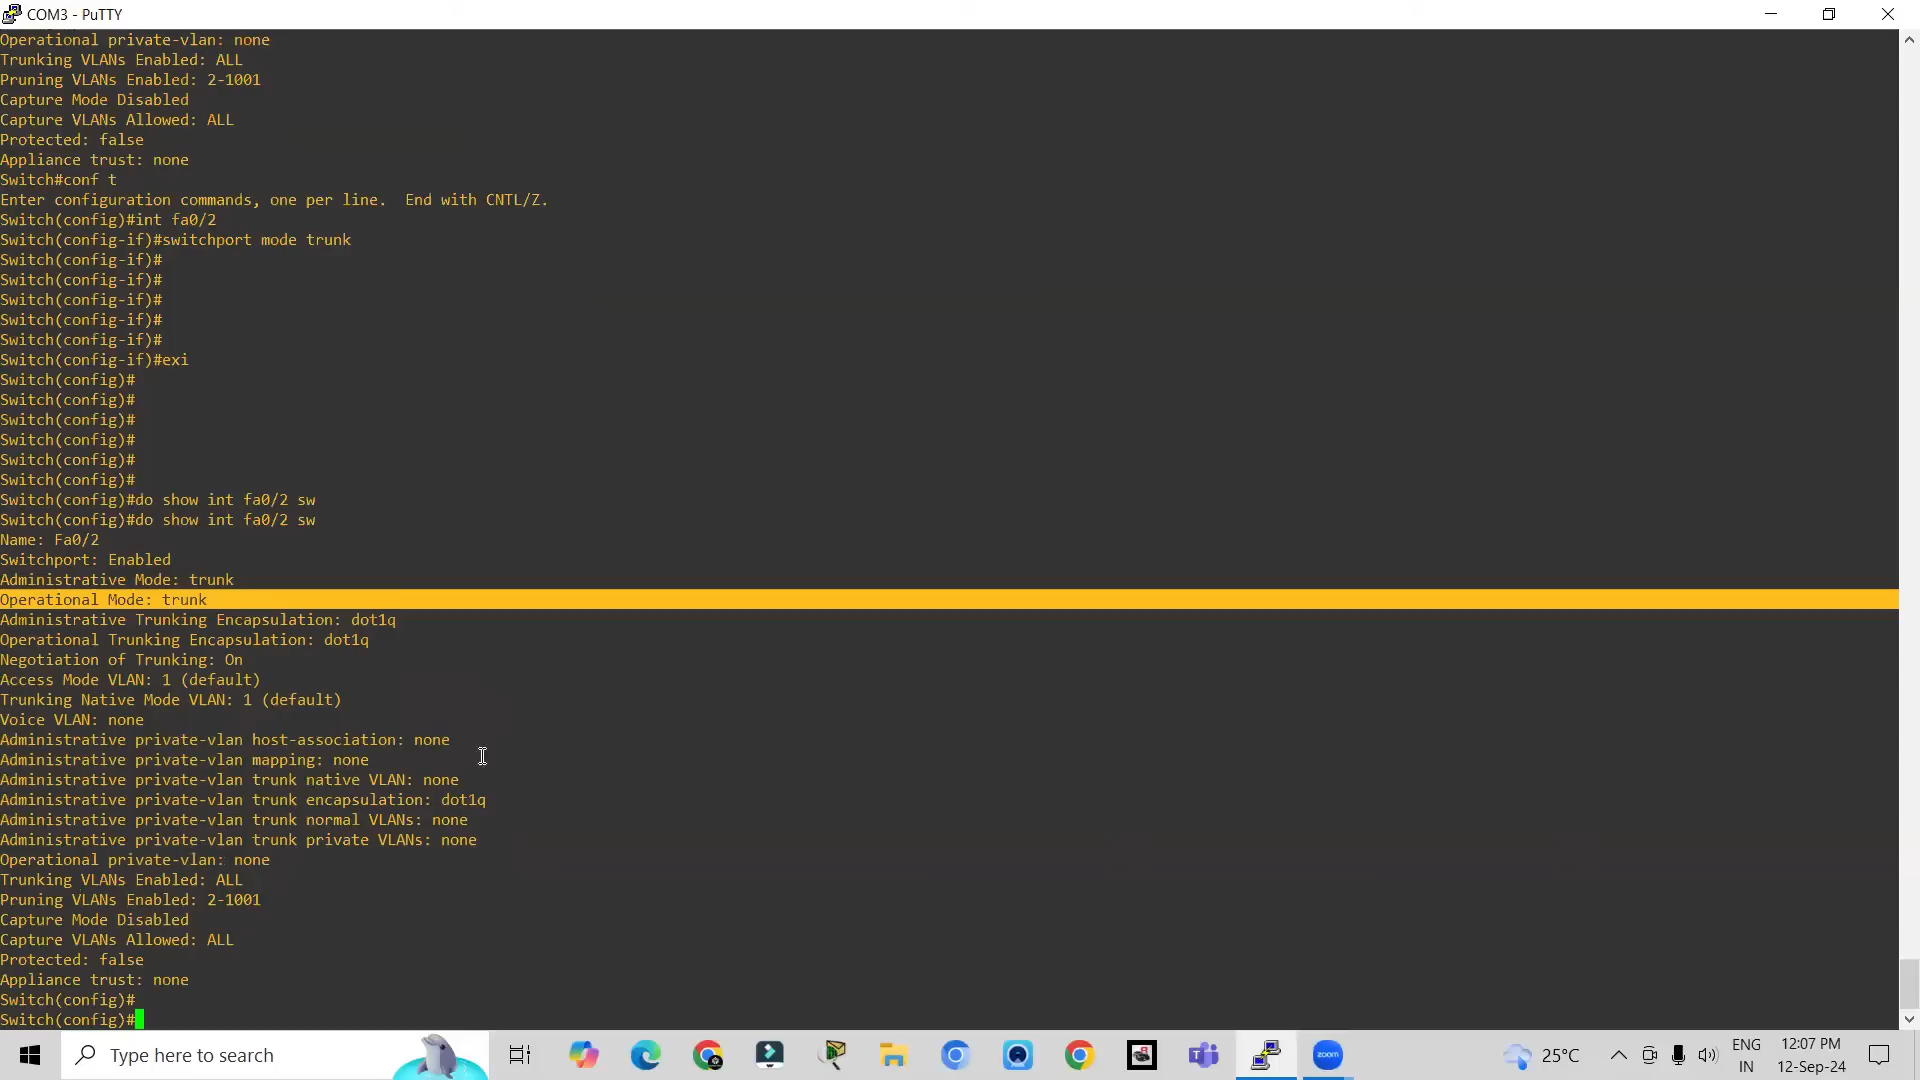 COM3 - PuTTY
Operational private-vlan: none
Trunking VLANs Enabled: ALL
Pruning VLANs Enabled: 2-1001
Capture Mode Disabled
Capture VLANs Allowed: ALL
Protected: false
Appliance trust: none
Switch#conf t
Enter configuration commands, one per line.  End with CNTL/Z.
Switch(config)#int fa0/2
Switch(config-if)#switchport mode trunk
Switch(config-if)#
Switch(config-if)#
Switch(config-if)#
Switch(config-if)#
Switch(config-if)#
Switch(config-if)#exi
Switch(config)#
Switch(config)#
Switch(config)#
Switch(config)#
Switch(config)#
Switch(config)#
Switch(config)#do show int fa0/2 sw
Switch(config)#do show int fa0/2 sw
Name: Fa0/2
Switchport: Enabled
Administrative Mode: trunk
Operational Mode: trunk
Administrative Trunking Encapsulation: dot1q
Operational Trunking Encapsulation: dot1q
Negotiation of Trunking: On
Access Mode VLAN: 1 (default)
Trunking Native Mode VLAN: 1 (default)
Voice VLAN: none
Administrative private-vlan host-association: none
Administrative private-vlan mapping: none
Administrative private-vlan trunk native VLAN: none
Administrative private-vlan trunk encapsulation: dot1q
Administrative private-vlan trunk normal VLANs: none
Administrative private-vlan trunk private VLANs: none
Operational private-vlan: none
Trunking VLANs Enabled: ALL
Pruning VLANs Enabled: 2-1001
Capture Mode Disabled
Capture VLANs Allowed: ALL
Protected: false
Appliance trust: none
Switch(config)#
Switch(config)#
Type here to search
zoom
25°C
ENG
IN
12:07 PM
12-Sep-24